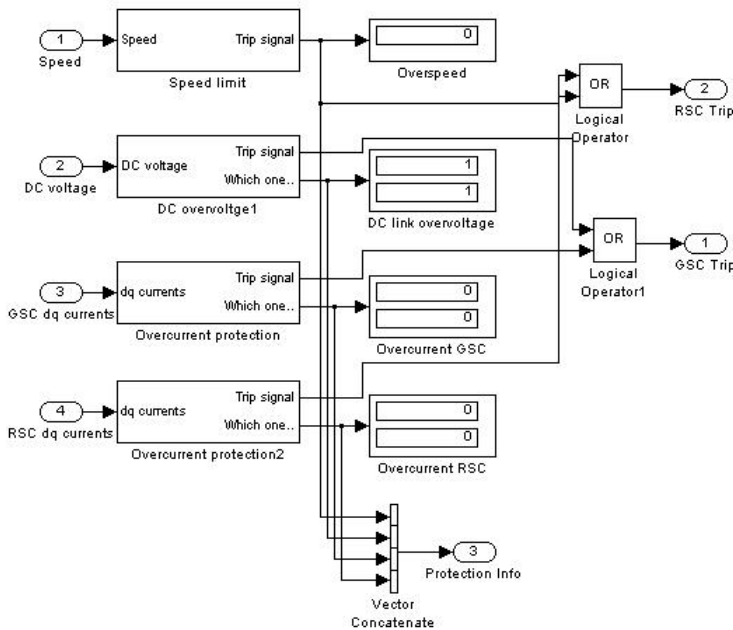 1
Speed
Speed
Trip signal
Speed limit
0
Overspeed
OR
Logical
Operator
2
RSC Trip
2
DC voltage
DC voltage
Trip signal
Which one..
DC overvoltge1
1
1
DC link overvoltage
OR
Logical
Operator1
1
GSC Trip
3
GSC dq currents
dq currents
Trip signal
Which one..
Overcurrent protection
0
0
Overcurrent GSC
4
RSC dq currents
dq currents
Trip signal
Which one..
Overcurrent protection2
0
0
Overcurrent RSC
3
Protection Info
Vector
Concatenate